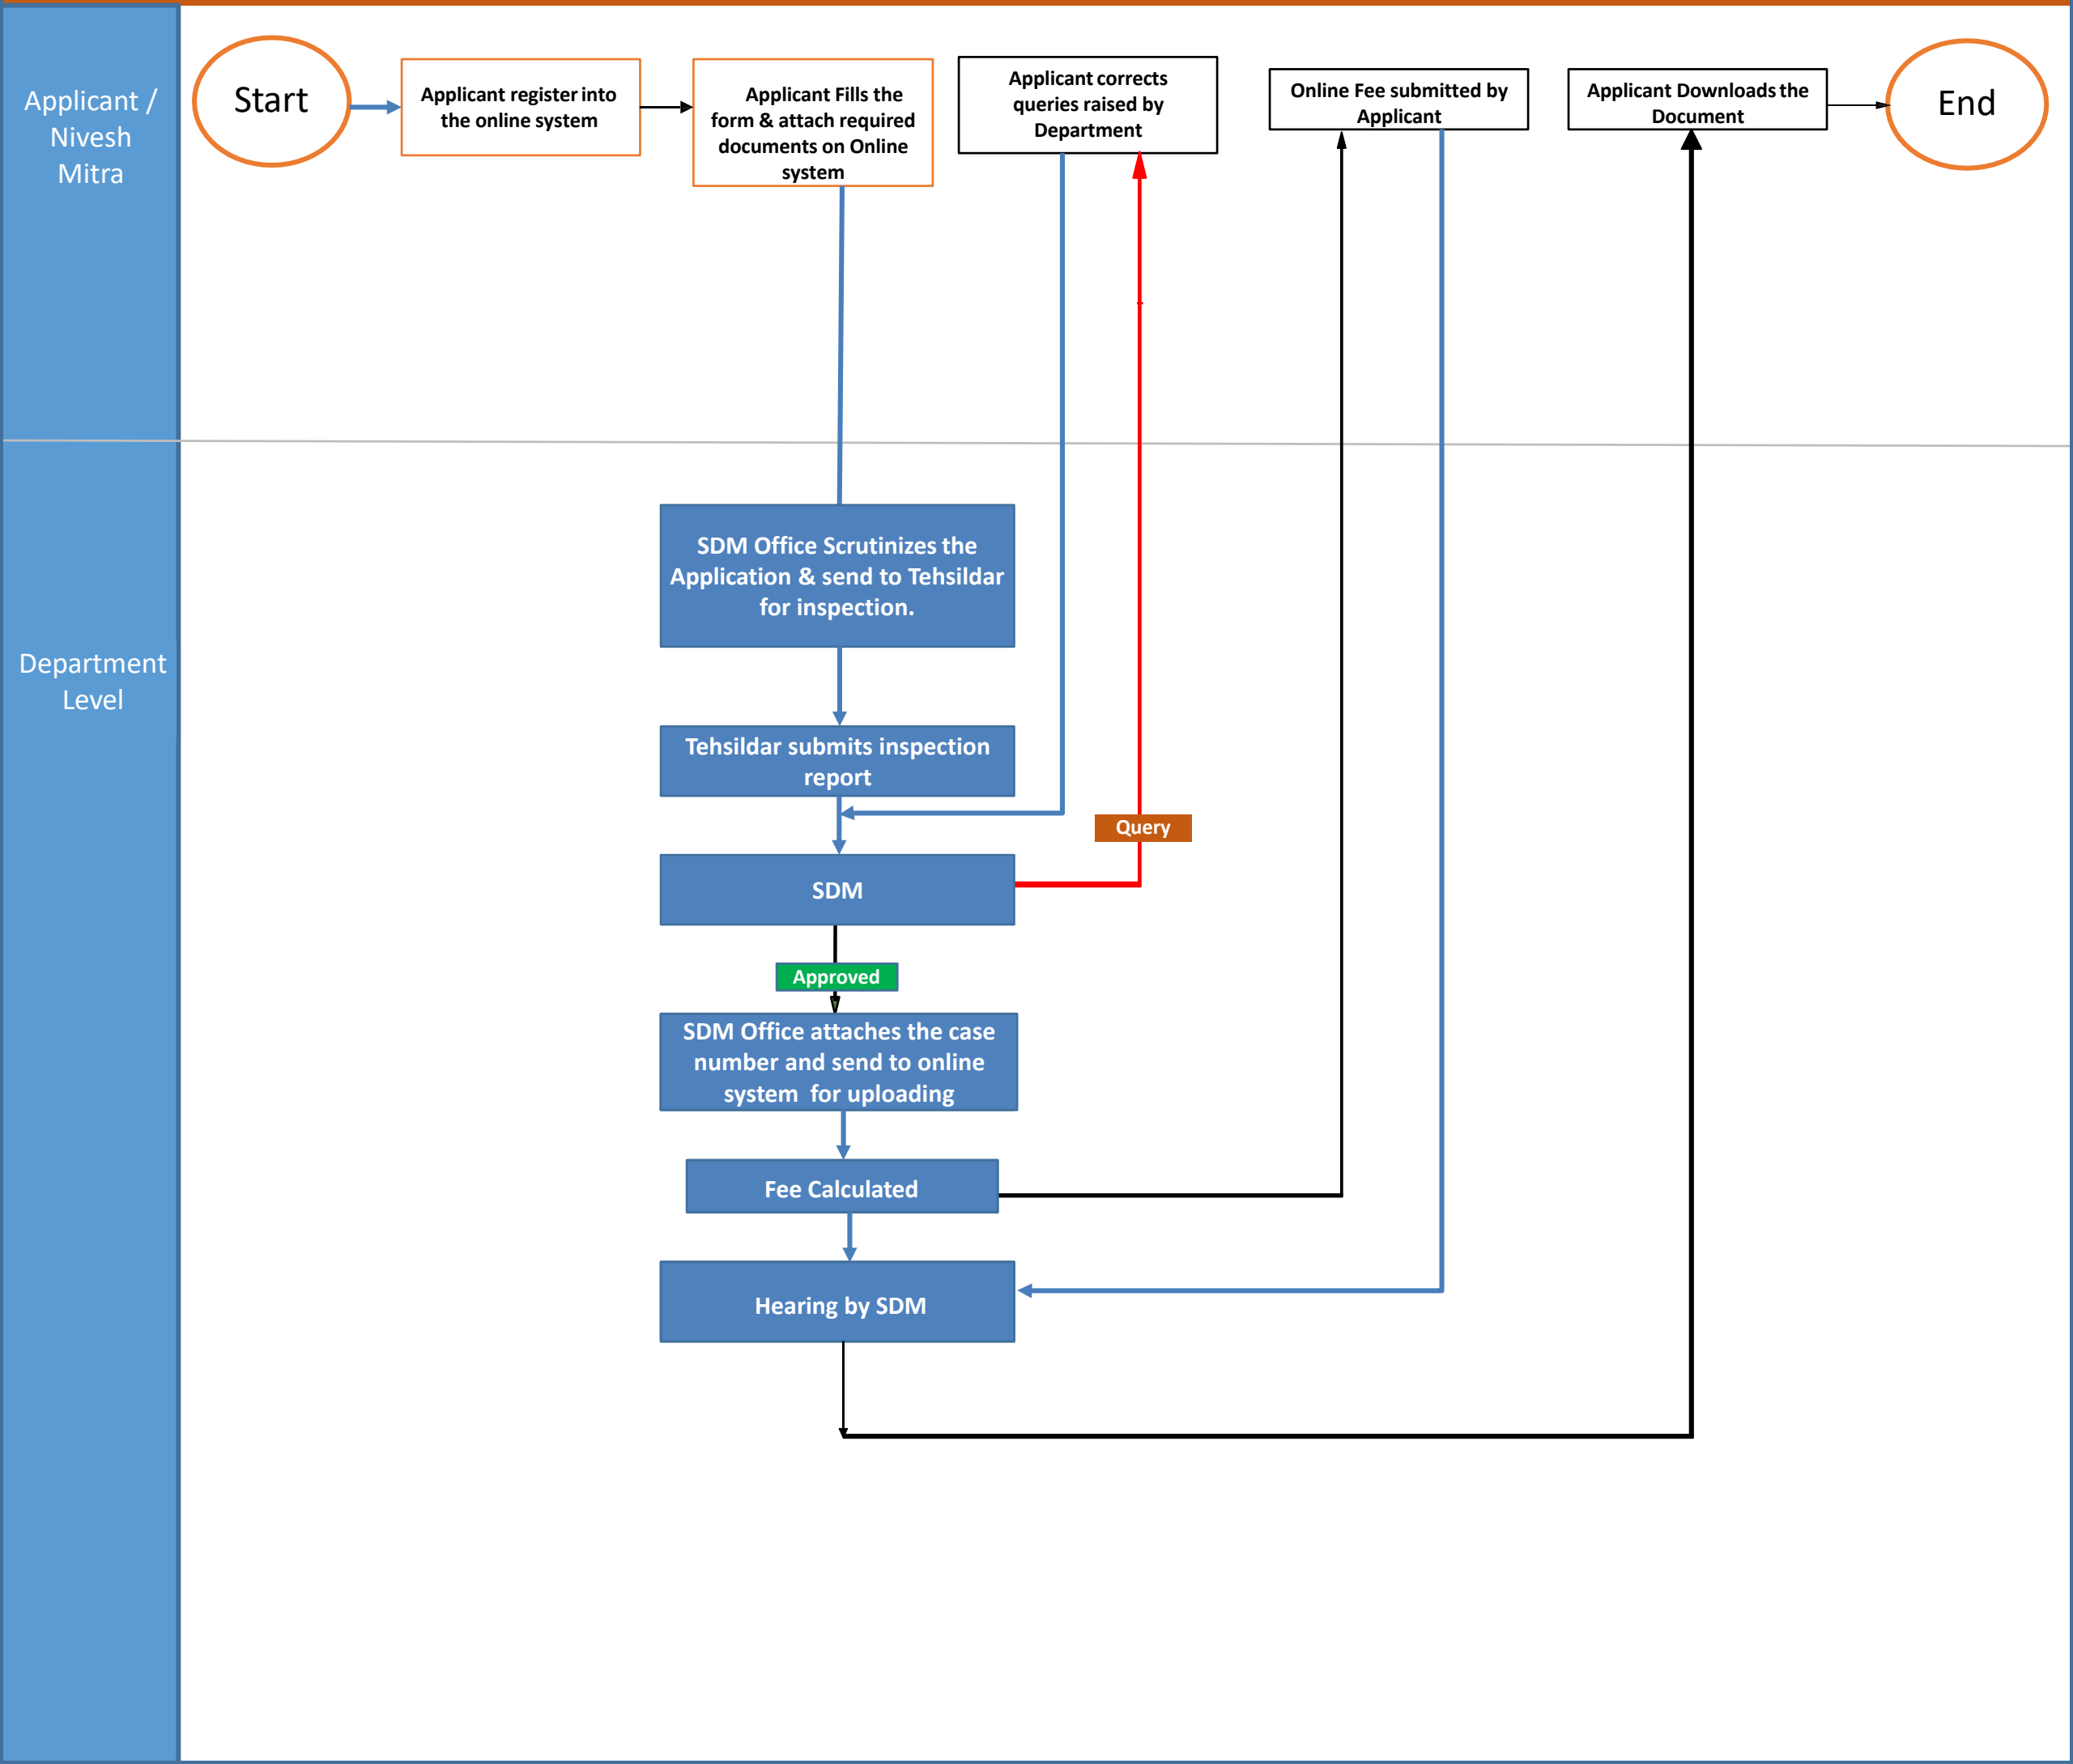 Applicant /
Nivesh
Mitra
Start
Applicant register into
the online system
Applicant Fills the
form & attach required
documents on Online
system
Applicant corrects
queries raised by
Department
Online Fee submitted by
Applicant
Applicant Downloads the
Document
End
Department
Level
SDM Office Scrutinizes the
Application & send to Tehsildar
for inspection.
Tehsildar submits inspection
report
Query
SDM
Approved
SDM Office attaches the case
number and send to online
system for uploading
Fee Calculated
Hearing by SDM